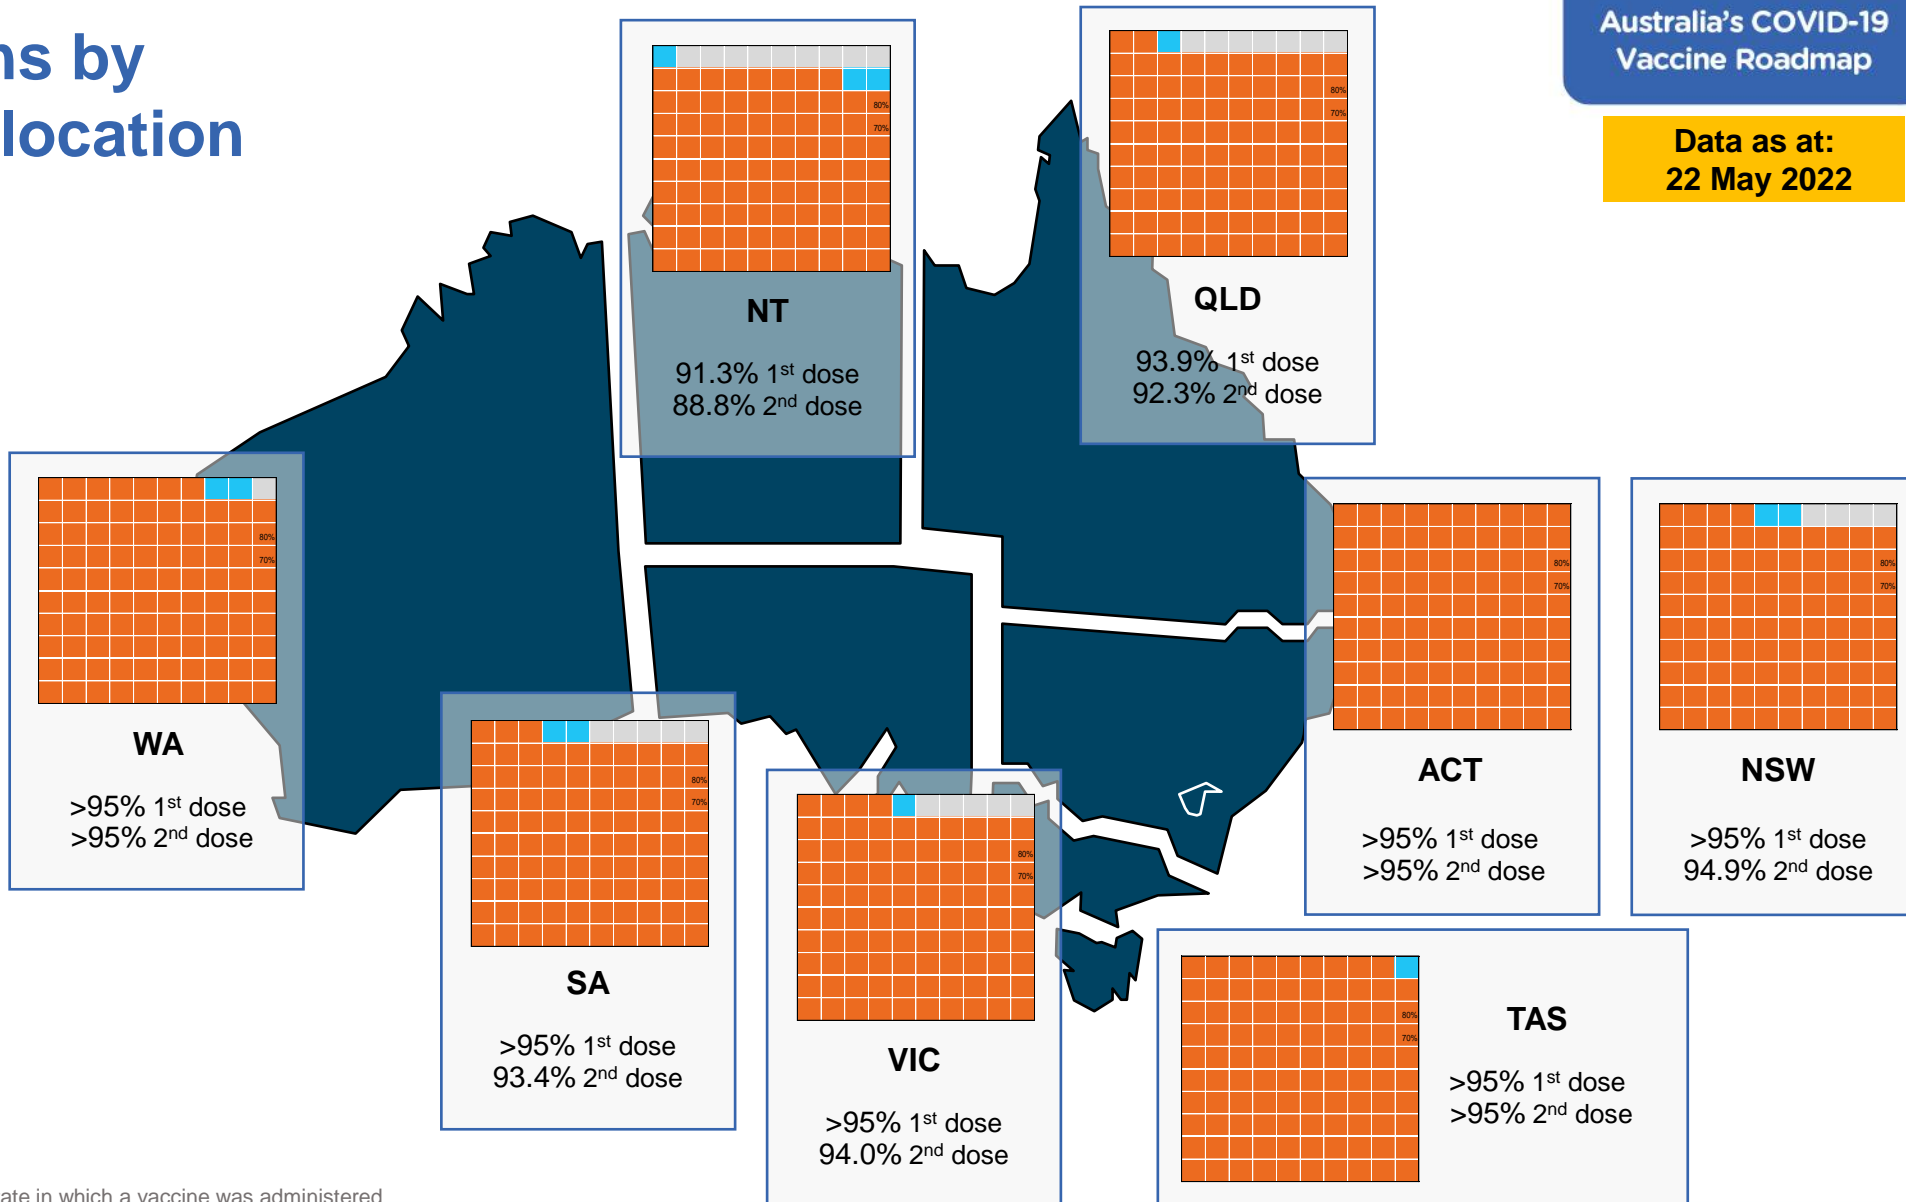 ns by
location
Australia's COVID-19
Vaccine Roadmap
Data as at:
22 May 2022
80%
70%
NT
91.3% 1st dose
88.8% 2nd dose
80%
70%
QLD
93.9% 1st dose
92.3% 2nd dose
80%
70%
WA
>95% 1st dose
>95% 2nd dose
80%
70%
ACT
>95% 1st dose
>95% 2nd dose
80%
70%
NSW
>95% 1st dose
94.9% 2nd dose
80%
70%
SA
>95% 1st dose
93.4% 2nd dose
80%
70%
VIC
>95% 1st dose
94.0% 2nd dose
80%
70%
TAS
>95% 1st dose
>95% 2nd dose
ate in which a vaccine was administered